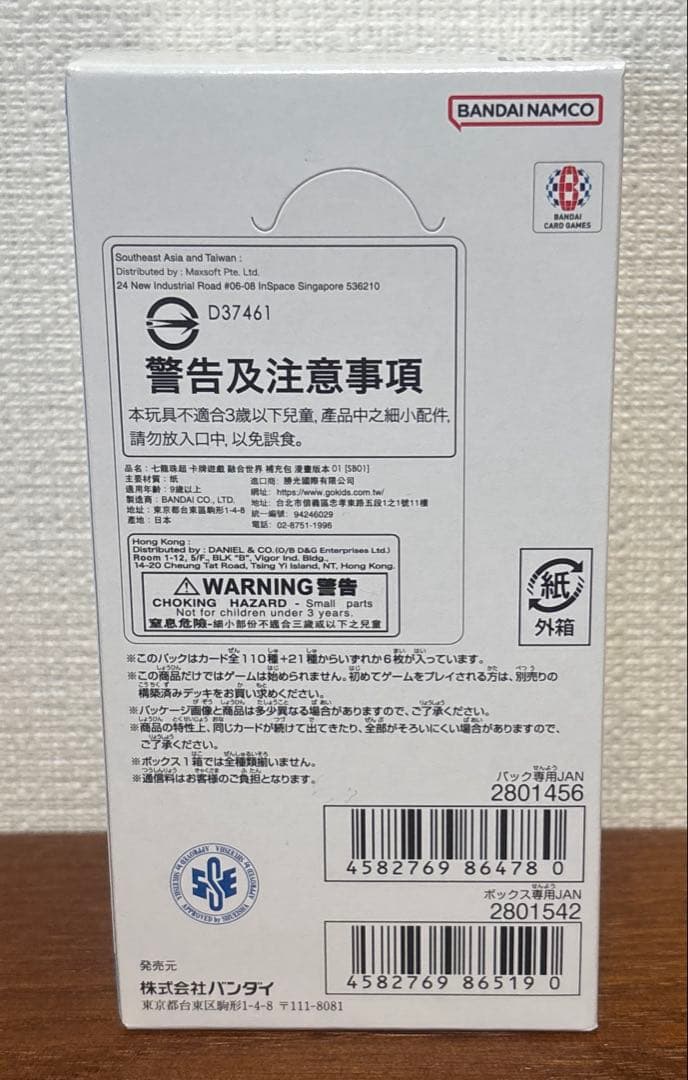 BANDAI NAMCO
B
BANDAI
CARD GAMES
Southeast Asia and Taiwan :
Distributed by : Maxsoft Pte. Ltd.
24 New Industrial Road #06-08 InSpace Singapore 536210
D37461
警告及注意事項
本玩具不適合3歲以下兒童, 產品中之細小配件,
請勿放入口中, 以免誤食。
品名：七龍珠超 卡牌遊戲 融合世界 補充包 漫畫版本 01 [SB01]
主要材質：紙
適用年齡：9歲以上
製造商：BANDAI CO., LTD.
地址：東京都台東區駒形1-4-8
產地：日本
進口商：勝光國際有限公司
網址：https://www.gokids.com.tw/
地址：台北市信義區忠孝東路五段1之1號11樓
統一編號：94246029
電話：02-8751-1996
Hong Kong :
Distributed by : DANIEL & CO.(O/B D&G Enterprises Ltd.)
Room 1-12, 5/F., BLK "B", Vigor Ind. Bldg.,
14-20 Cheung Tat Road, Tsing Yi Island, NT, Hong Kong.
⚠WARNING 警告
CHOKING HAZARD - Small parts
Not for children under 3 years.
窒息危險-細小部份不適合三歲或以下之兒童
紙
外箱
※このパックはカード全110種+21種からいずれか6枚が入っています。
※この商品だけではゲームは始められません。初めてゲームをプレイされる方は、別売りの
構築済みデッキをお買い求めください。
※パッケージ画像と商品は多少異なる場合がありますので、ご了承ください。
※商品の特性上、同じカードが続けて出てきたり、全部がそろいにくい場合がありますので、
ご了承ください。
※ボックス1箱では全種類揃いません。
※通信料はお客様のご負担となります。
パック専用JAN
2801456
4582769 864780
ボックス専用JAN
2801542
4582769 865190
SSE
APPROVED by SHUEISHA
発売元
株式会社バンダイ
東京都台東区駒形1-4-8 〒111-8081